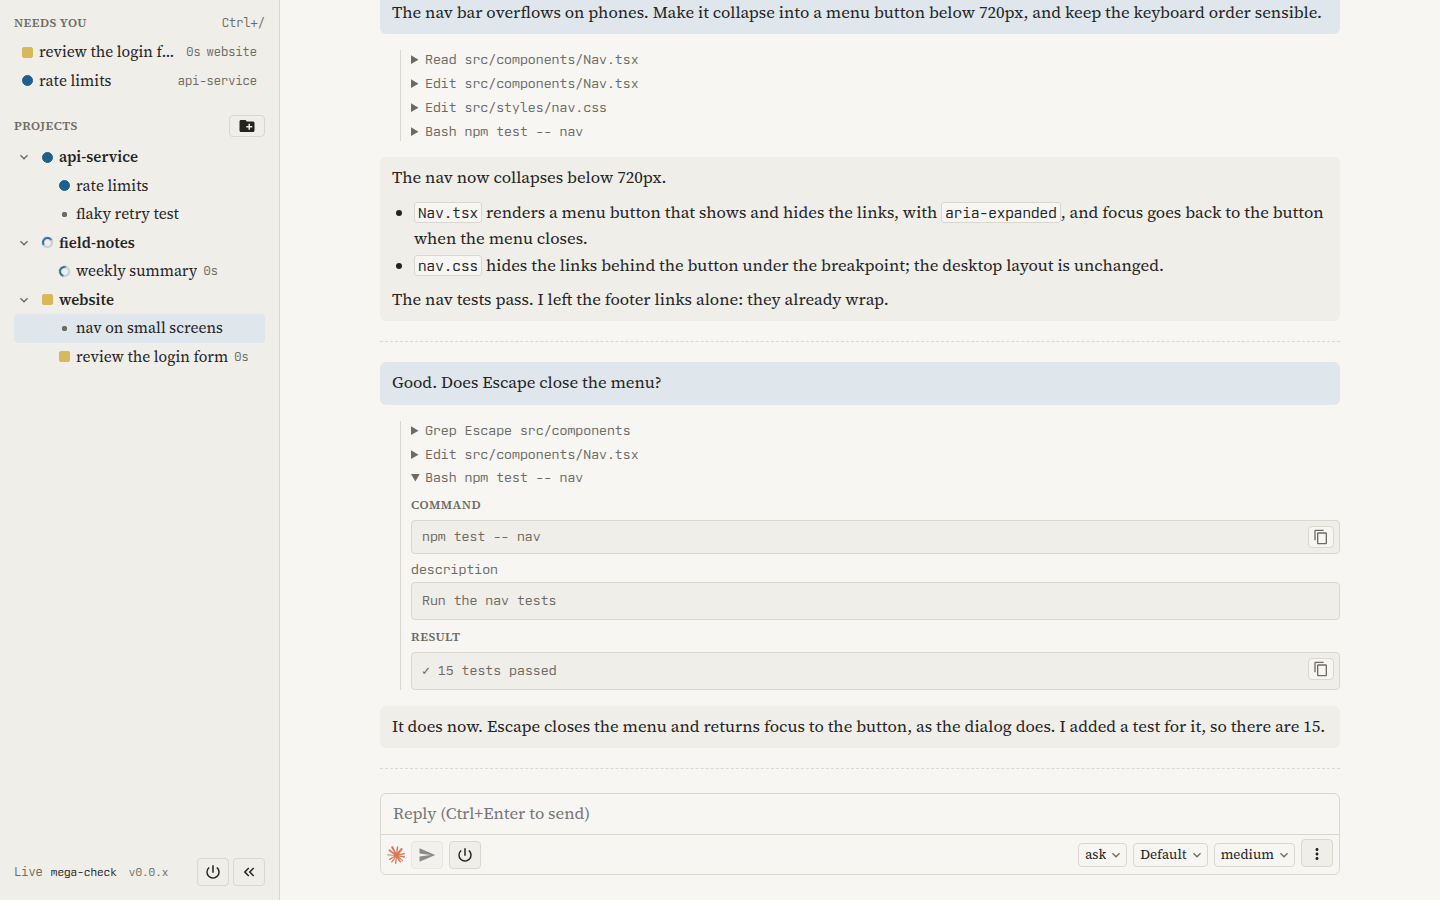 NEEDS YOU Ctrl+/
review the login f... 0s website
rate limits api-service
PROJECTS
api-service
rate limits
flaky retry test
field-notes
weekly summary 0s
website
nav on small screens
review the login form 0s
Live mega-check v0.0.x
The nav bar overflows on phones. Make it collapse into a menu button below 720px, and keep the keyboard order sensible.
Read src/components/Nav.tsx
Edit src/components/Nav.tsx
Edit src/styles/nav.css
Bash npm test -- nav
The nav now collapses below 720px.
Nav.tsx renders a menu button that shows and hides the links, with aria-expanded, and focus goes back to the button
when the menu closes.
nav.css hides the links behind the button under the breakpoint; the desktop layout is unchanged.
The nav tests pass. I left the footer links alone: they already wrap.
Good. Does Escape close the menu?
Grep Escape src/components
Edit src/components/Nav.tsx
Bash npm test -- nav
COMMAND
npm test -- nav
description
Run the nav tests
RESULT
✓ 15 tests passed
It does now. Escape closes the menu and returns focus to the button, as the dialog does. I added a test for it, so there are 15.
Reply (Ctrl+Enter to send)
ask Default medium